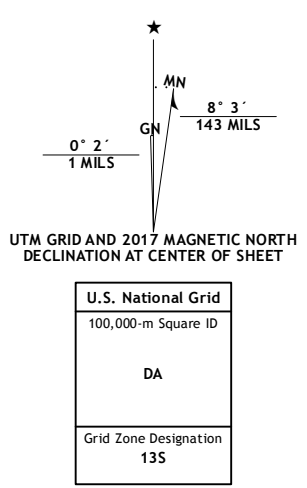 ★
MN
8° 3´
143 MILS
GN
0° 2´
1 MILS
UTM GRID AND 2017 MAGNETIC NORTH
DECLINATION AT CENTER OF SHEET
U.S. National Grid
100,000-m Square ID
DA
Grid Zone Designation
13S